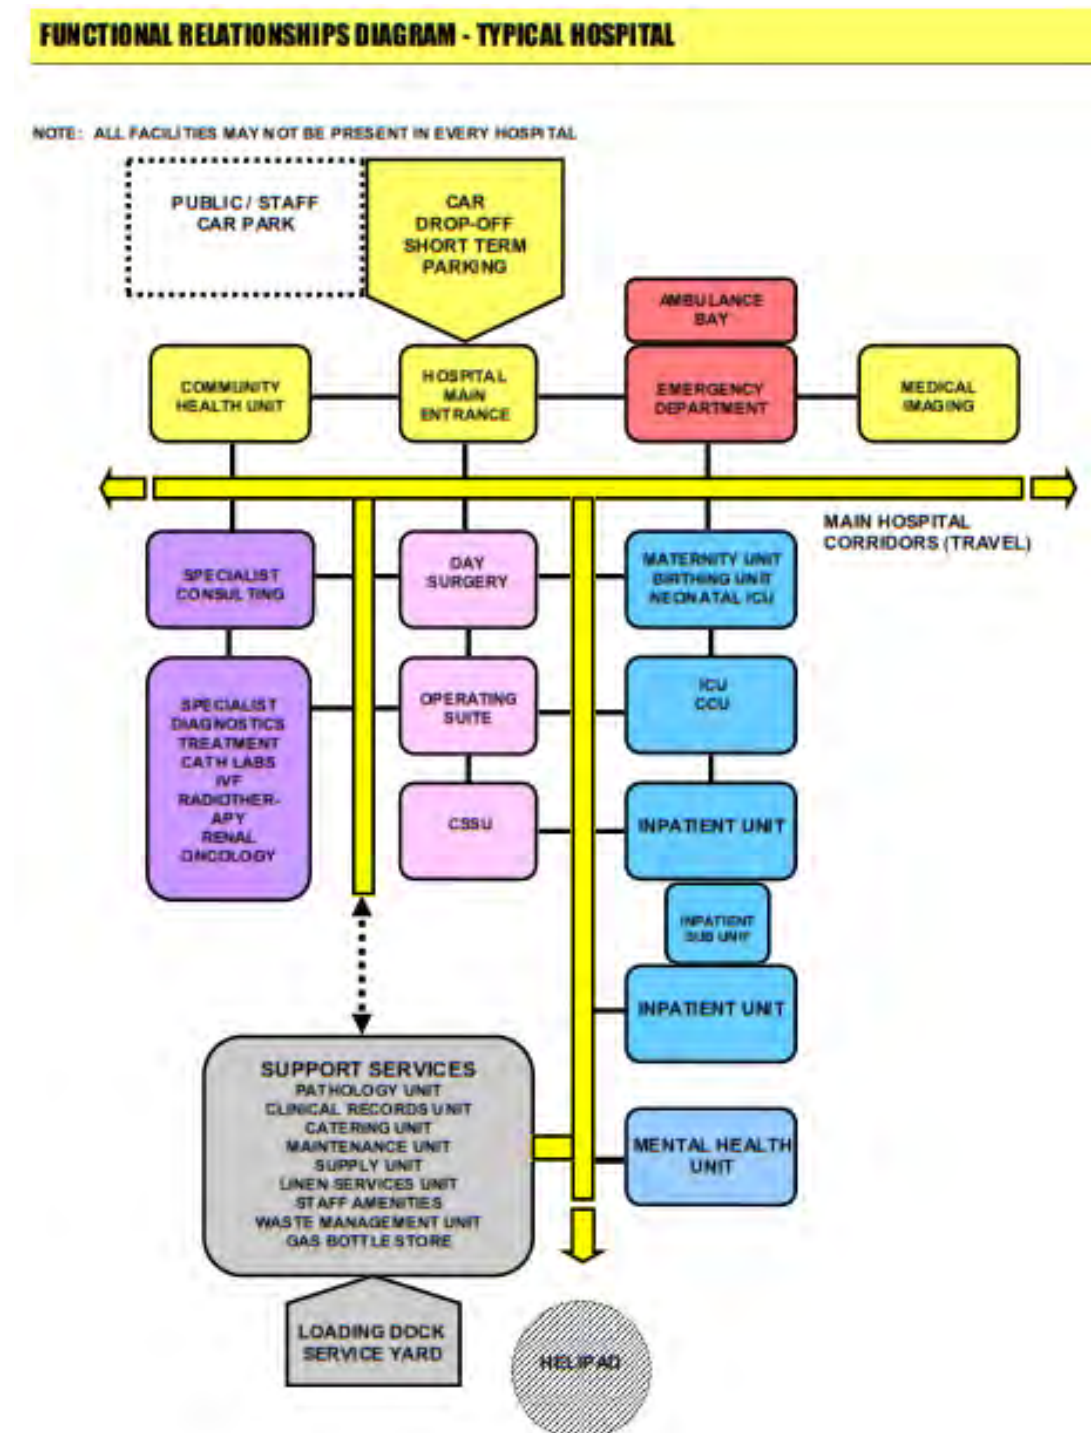 FUNCTIONAL RELATIONSHIPS DIAGRAM - TYPICAL HOSPITAL
NOTE: ALL FACILITIES MAY NOT BE PRESENT IN EVERY HOSPITAL
PUBLIC / STAFF
CAR PARK
CAR
DROP-OFF
SHORT TERM
PARKING
AMBULANCE
BAY
COMMUNITY
HEALTH UNIT
HOSPITAL
MAIN
ENTRANCE
EMERGENCY
DEPARTMENT
MEDICAL
IMAGING
MAIN HOSPITAL
CORRIDORS (TRAVEL)
SPECIALIST
CONSULTING
DAY
SURGERY
MATERNITY UNIT
BIRTHING UNIT
NEONATAL ICU
SPECIALIST
DIAGNOSTICS
TREATMENT
CATH LABS
IVF
RADIOTHER-
APY
RENAL
ONCOLOGY
OPERATING
SUITE
ICU
CCU
CSSU
INPATIENT UNIT
INPATIENT
SUB UNIT
INPATIENT UNIT
SUPPORT SERVICES
PATHOLOGY UNIT
CLINICAL RECORDS UNIT
CATERING UNIT
MAINTENANCE UNIT
SUPPLY UNIT
LINEN SERVICES UNIT
STAFF AMENITIES
WASTE MANAGEMENT UNIT
GAS BOTTLE STORE
MENTAL HEALTH
UNIT
LOADING DOCK
SERVICE YARD
HELIPAD